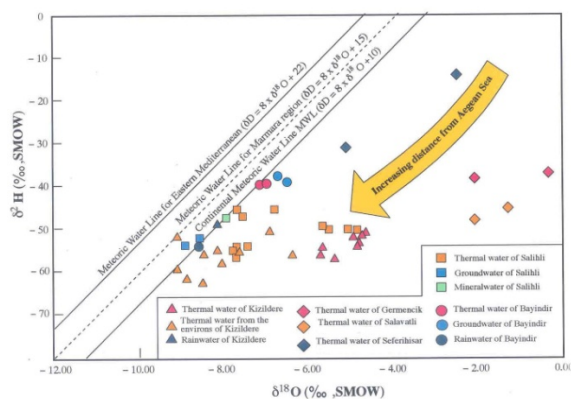 0
-10
-20
-30
-40
-50
-60
-70
-80
δ²H (‰ ,SMOW)
Meteoric Water Line for Eastern Mediterranean (δD = 8 x δ¹⁸O + 22)
Meteoric Water Line for Marmara region (δD = 8 x δ¹⁸O + 15)
Continental Meteoric Water Line MWL (δD = 8 x δ¹⁸O +10)
Increasing distance from Aegean Sea
Thermal water of Salihli
Groundwater of Salihli
Mineralwater of Salihli
Thermal water of Kizildere
Thermal water from the
environs of Kizildere
Rainwater of Kizildere
Thermal water of Germencik
Thermal water of Salavatli
Thermal water of Seferihisar
Thermal water of Bayindir
Groundwater of Bayindir
Rainwater of Bayindir
-12.00 -10.00 -8.00 -6.00 -4.00 -2.00 0.00
δ¹⁸O (‰ ,SMOW)